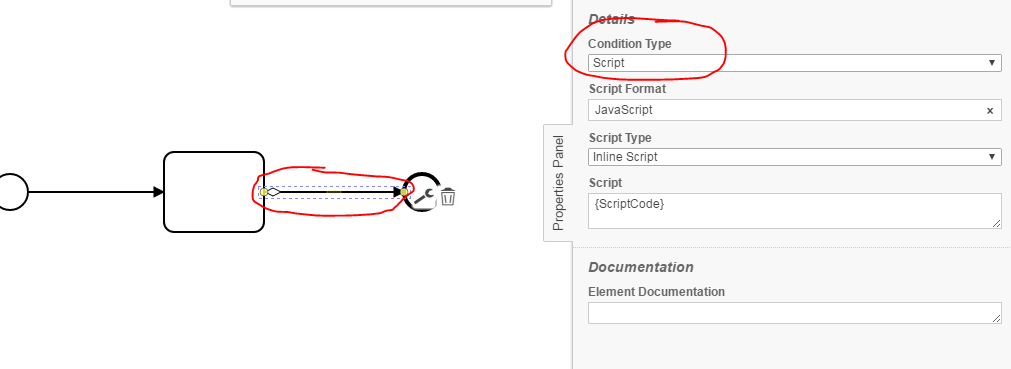 Details
Condition Type
Script
Script Format
JavaScript
Script Type
Inline Script
Script
{ScriptCode}
Properties Panel
Documentation
Element Documentation